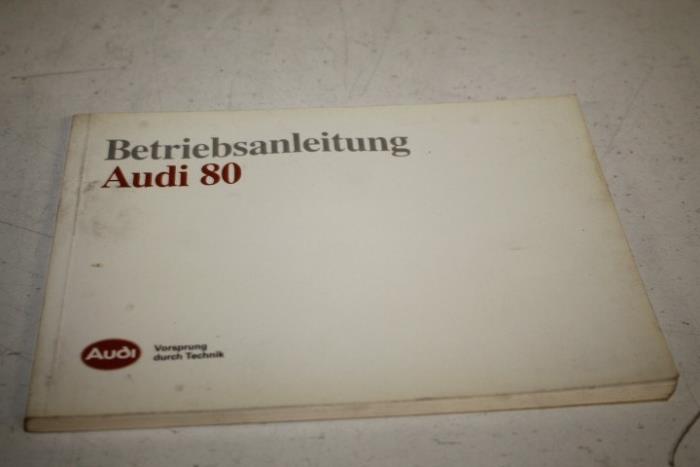 Betriebsanleitung
Audi 80
Audi
Vorsprung
durch Technik